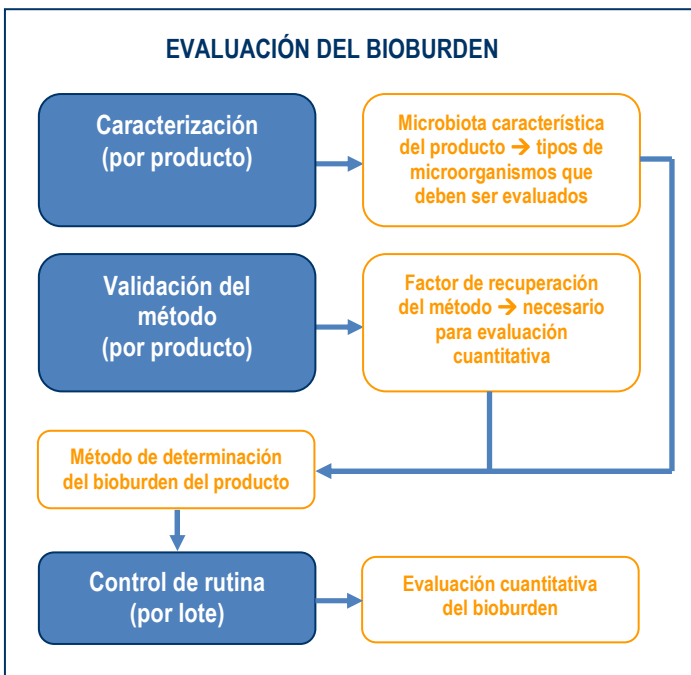 EVALUACIÓN DEL BIOBURDEN
Caracterización
(por producto)
Microbiota característica
del producto → tipos de
microorganismos que
deben ser evaluados
Validación del
método
(por producto)
Factor de recuperación
del método → necesario
para evaluación
cuantitativa
Método de determinación
del bioburden del producto
Control de rutina
(por lote)
Evaluación cuantitativa
del bioburden